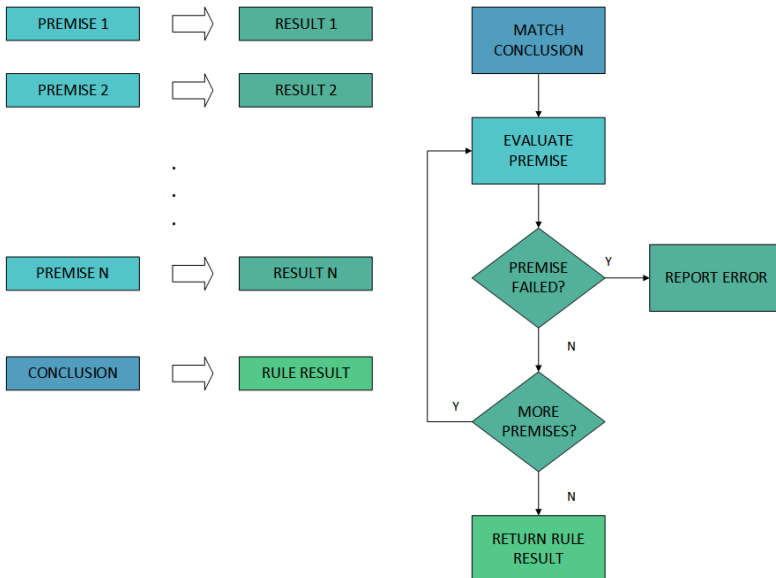 PREMISE 1
RESULT 1
PREMISE 2
RESULT 2
.
.
.
PREMISE N
RESULT N
CONCLUSION
RULE RESULT
MATCH
CONCLUSION
EVALUATE
PREMISE
PREMISE
FAILED?
Y
REPORT ERROR
N
MORE
PREMISES?
Y
N
RETURN RULE
RESULT